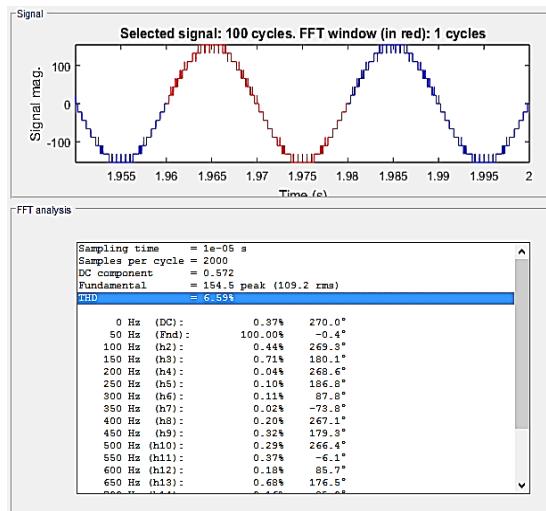 Signal
Selected signal: 100 cycles. FFT window (in red): 1 cycles
Signal mag.
100
0
-100
1.955 1.96 1.965 1.97 1.975 1.98 1.985 1.99 1.995 2
Time (s)
FFT analysis
Sampling time = 1e-05 s
Samples per cycle = 2000
DC component = 0.572
Fundamental = 154.5 peak (109.2 rms)
THD = 6.59%
0 Hz (DC): 0.37% 270.0°
50 Hz (Fnd): 100.00% -0.4°
100 Hz (h2): 0.44% 269.3°
150 Hz (h3): 0.71% 180.1°
200 Hz (h4): 0.04% 268.6°
250 Hz (h5): 0.10% 186.8°
300 Hz (h6): 0.11% 87.8°
350 Hz (h7): 0.02% -73.8°
400 Hz (h8): 0.20% 267.1°
450 Hz (h9): 0.32% 179.3°
500 Hz (h10): 0.29% 266.4°
550 Hz (h11): 0.37% -6.1°
600 Hz (h12): 0.18% 85.7°
650 Hz (h13): 0.68% 176.5°